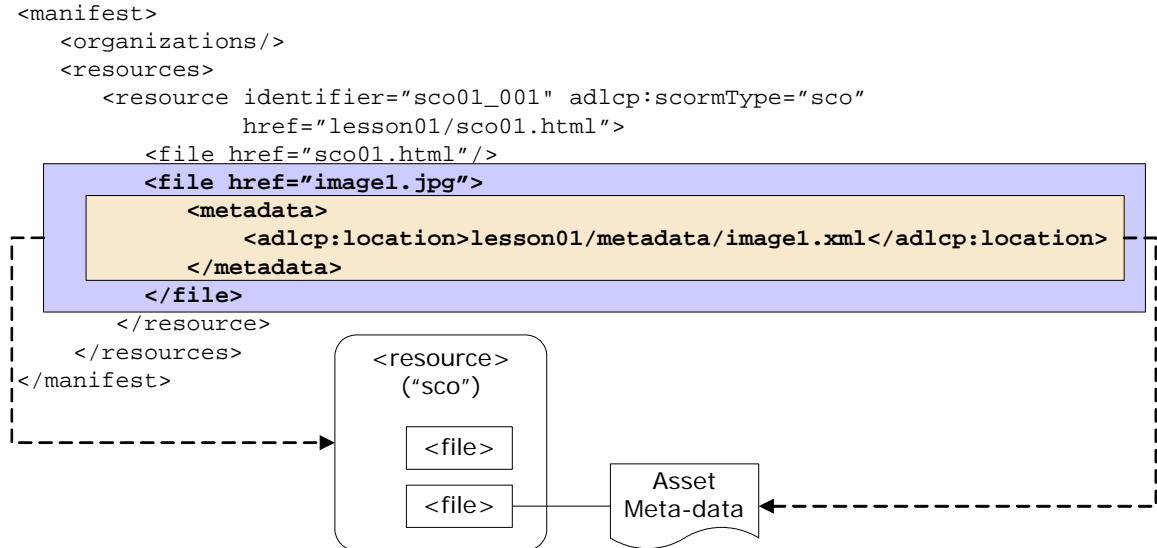 <manifest>
<organizations/>
<resources>
<resource identifier="sco01_001" adlcp:scormType="sco"
href="lesson01/sco01.html">
<file href="sco01.html"/>
<file href="image1.jpg">
<metadata>
<adlcp:location>lesson01/metadata/image1.xml</adlcp:location>
</metadata>
</file>
</resource>
</resources>
</manifest>
<resource>
("sco")
<file>
<file>
Asset
Meta-data